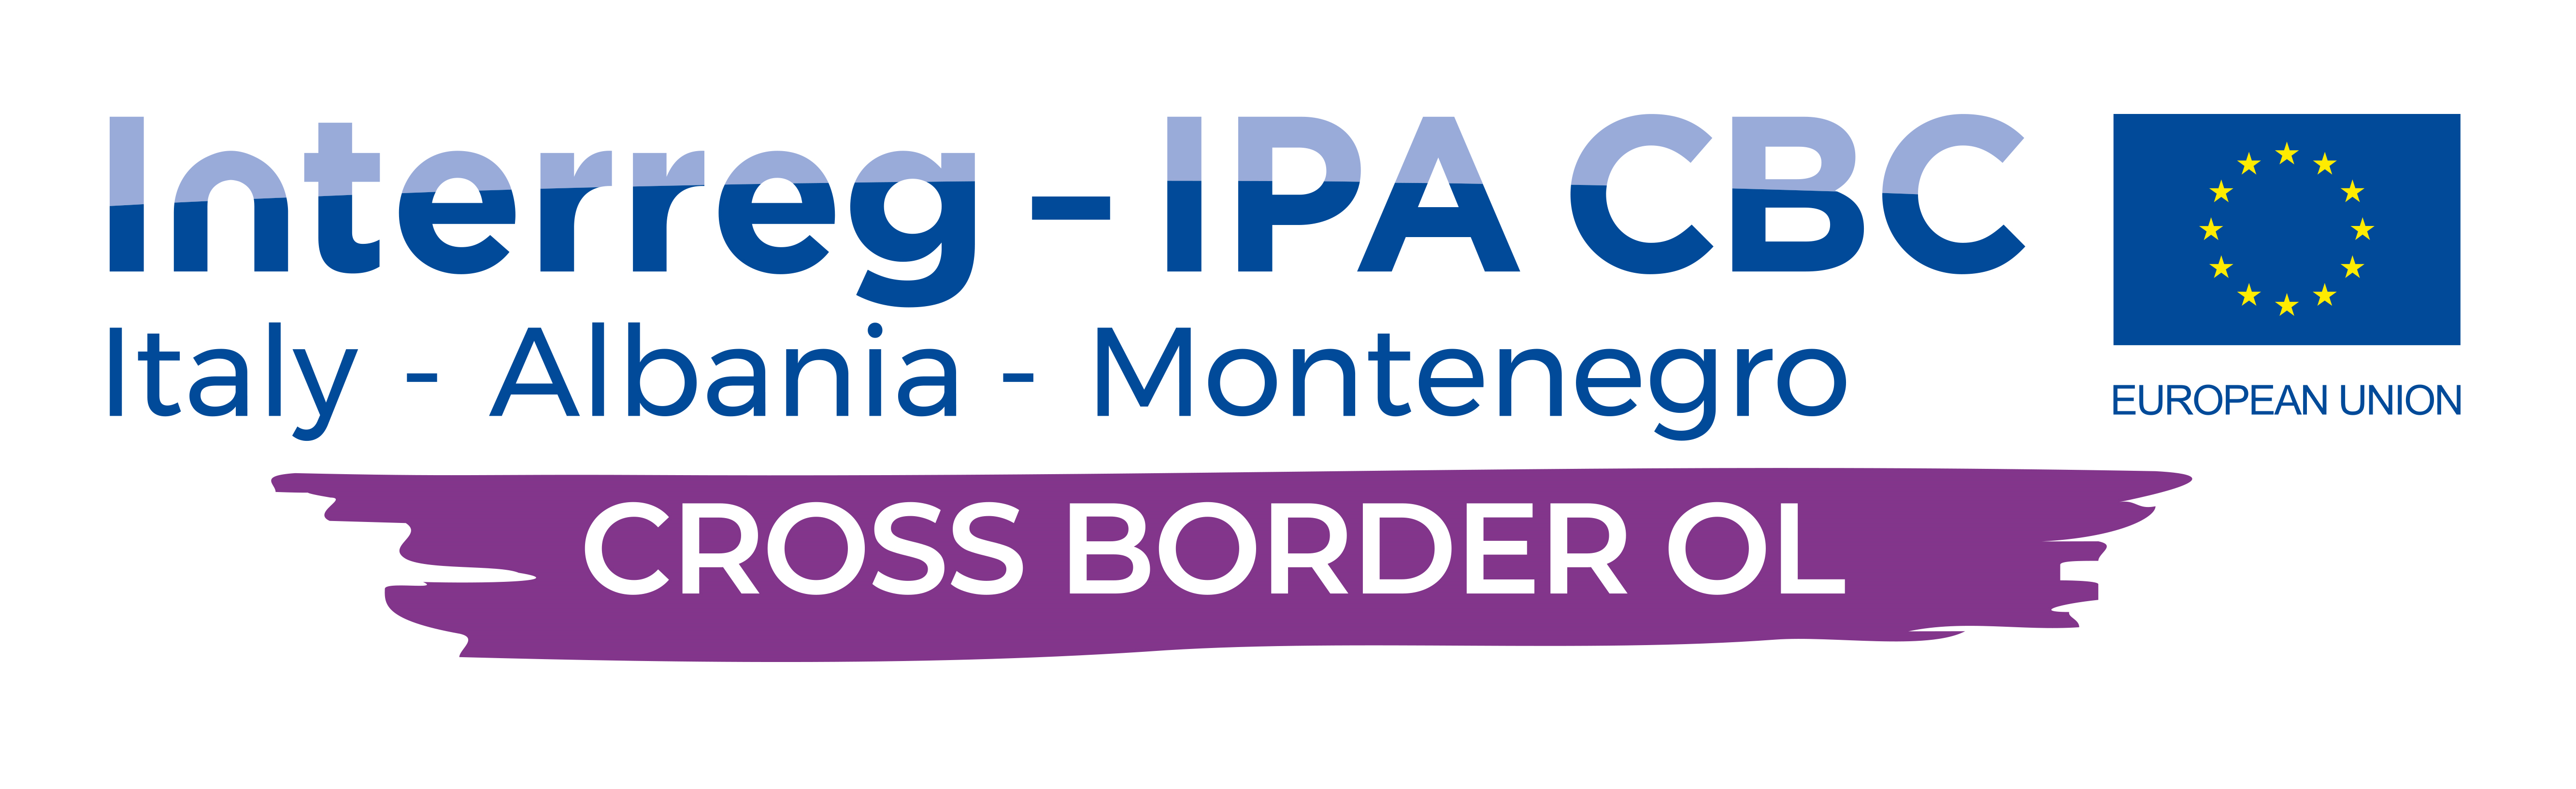 Interreg – IPA CBC
Italy - Albania - Montenegro
EUROPEAN UNION
CROSS BORDER OL